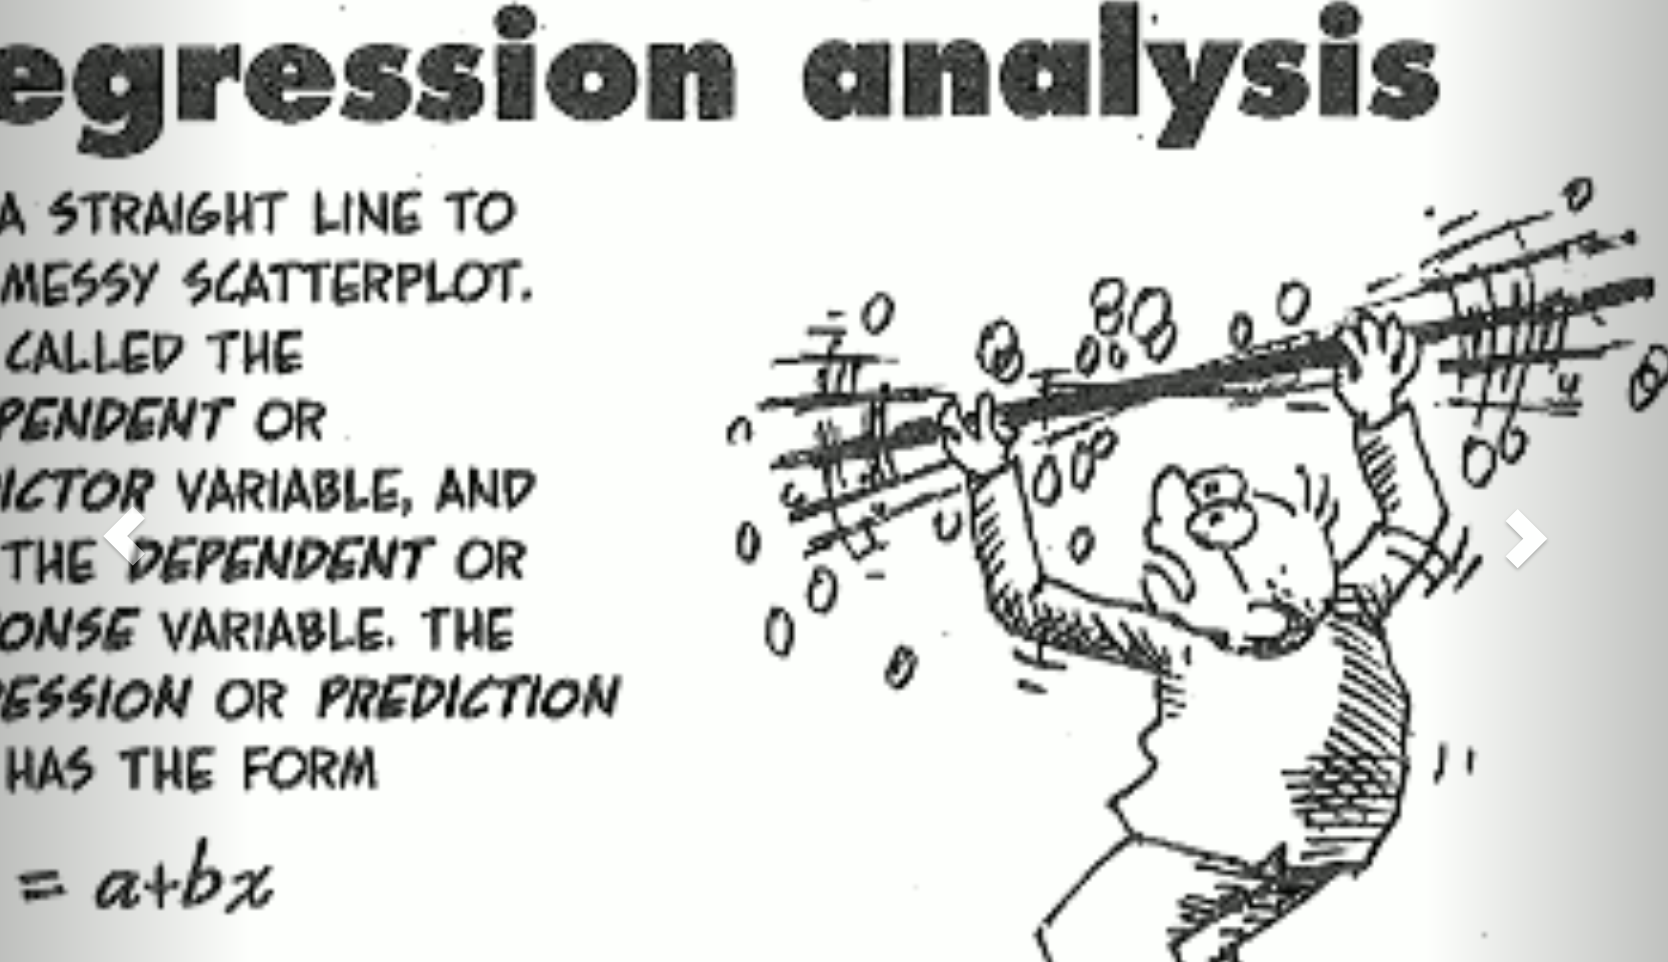 egression analysis
A STRAIGHT LINE TO
MESSY SCATTERPLOT.
CALLED THE
PENDENT OR
ICTOR VARIABLE, AND
THE DEPENDENT OR
ONSE VARIABLE. THE
ESSION OR PREDICTION
HAS THE FORM
= a+bx